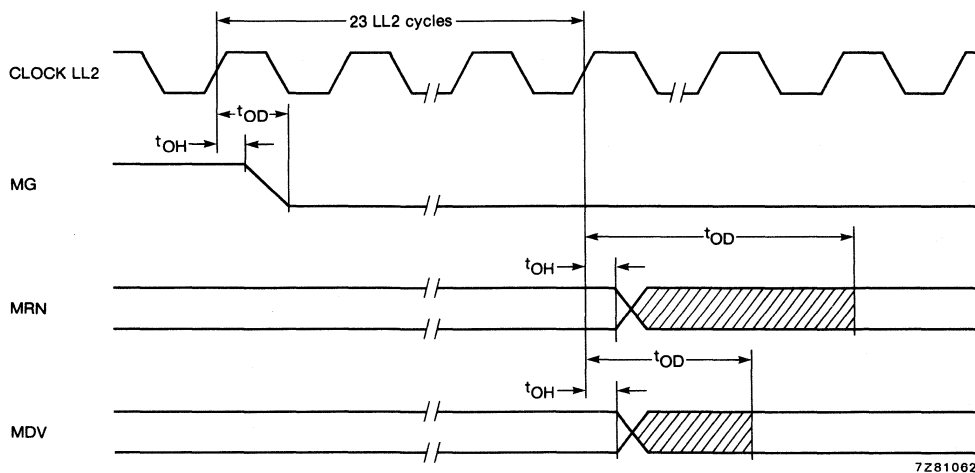 23 LL2 cycles
CLOCK LL2
tOD
tOH
MG
tOD
tOH
MRN
tOD
tOH
MDV
7Z81062